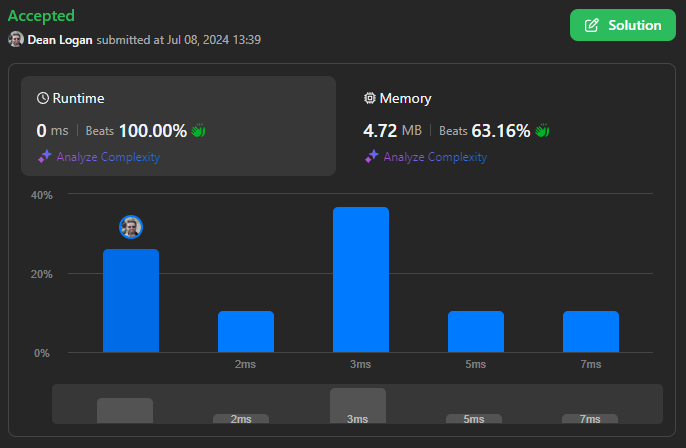 Accepted
Solution
Dean Logan submitted at Jul 08, 2024 13:39
Runtime
0 ms | Beats 100.00%
Analyze Complexity
Memory
4.72 MB | Beats 63.16%
Analyze Complexity
40%
20%
0%
2ms 3ms 5ms 7ms
2ms 3ms 5ms 7ms